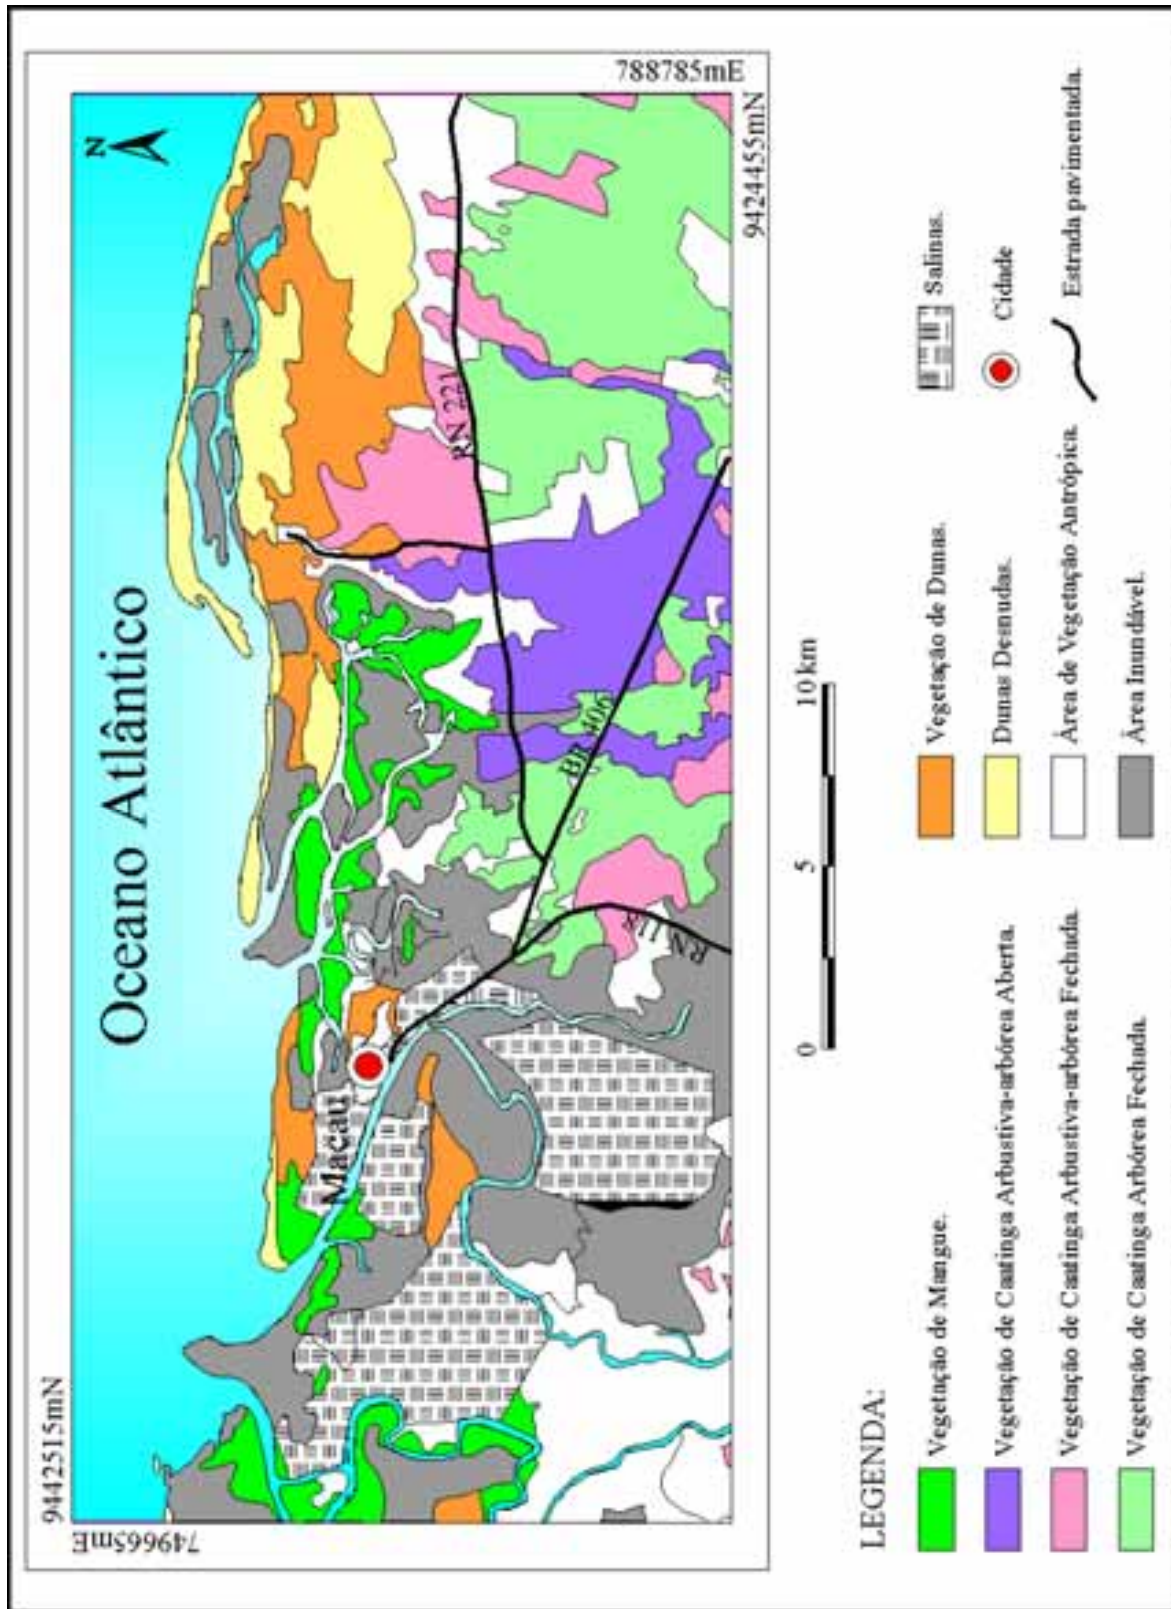 9442515mN
749665mE
Oceano Atlântico
N
788785mE
9424455mN
Macau
RN 221
BR 406
RN 118
0 5 10 km
LEGENDA:
Vegetação de Mangue.
Vegetação de Caatinga Arbustiva-arbórea Aberta.
Vegetação de Caatinga Arbustiva-arbórea Fechada.
Vegetação de Caatinga Arbórea Fechada.
Vegetação de Dunas.
Dunas Desnudas.
Área de Vegetação Antrópica.
Área Inundável.
Salinas.
Cidade
Estrada pavimentada.